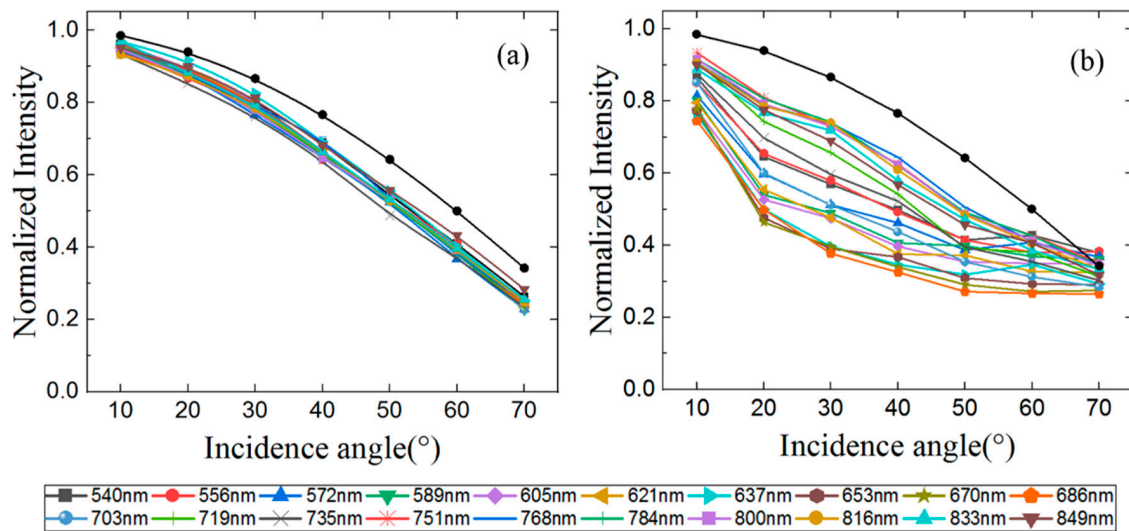 (a)
1.0
0.8
0.6
0.4
0.2
0.0
Normalized Intensity
10 20 30 40 50 60 70
Incidence angle(°)
(b)
1.0
0.8
0.6
0.4
0.2
0.0
Normalized Intensity
10 20 30 40 50 60 70
Incidence angle(°)
540nm 556nm 572nm 589nm 605nm 621nm 637nm 653nm 670nm 686nm
703nm 719nm 735nm 751nm 768nm 784nm 800nm 816nm 833nm 849nm